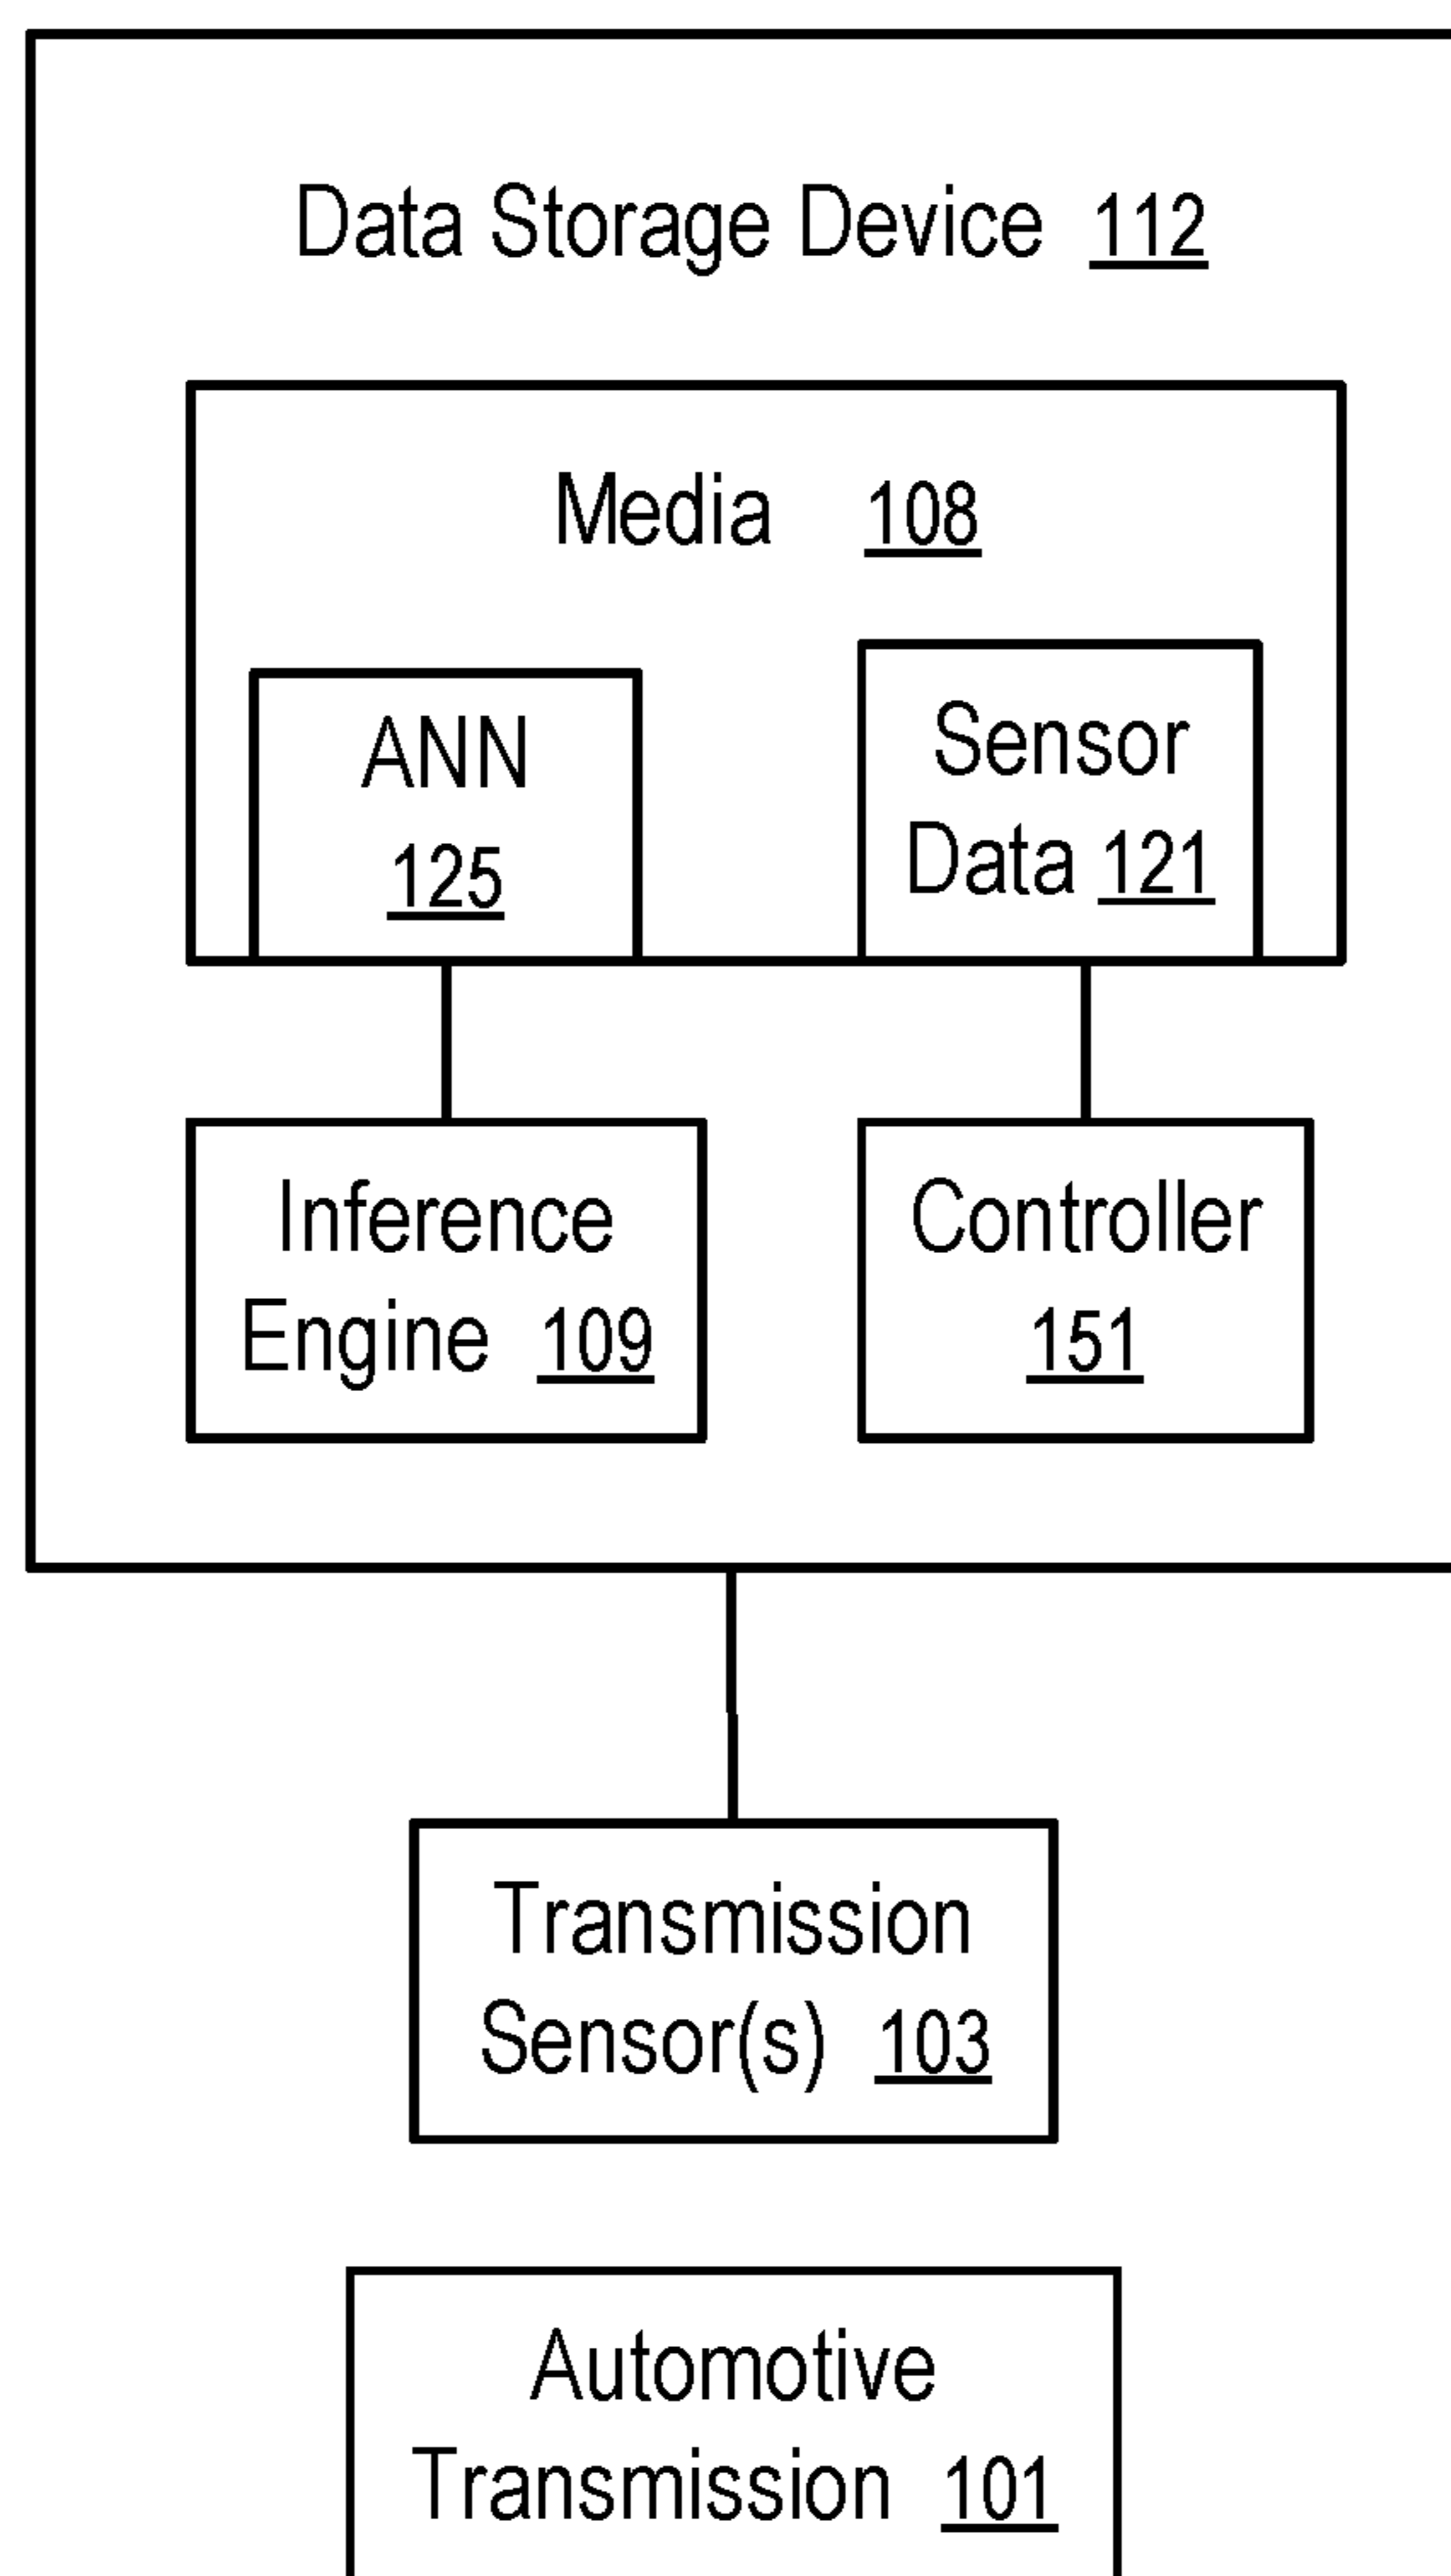 Data Storage Device 112
Media 108
ANN
125
Sensor
Data 121
Inference
Engine 109
Controller
151
Transmission
Sensor(s) 103
Automotive
Transmission 101